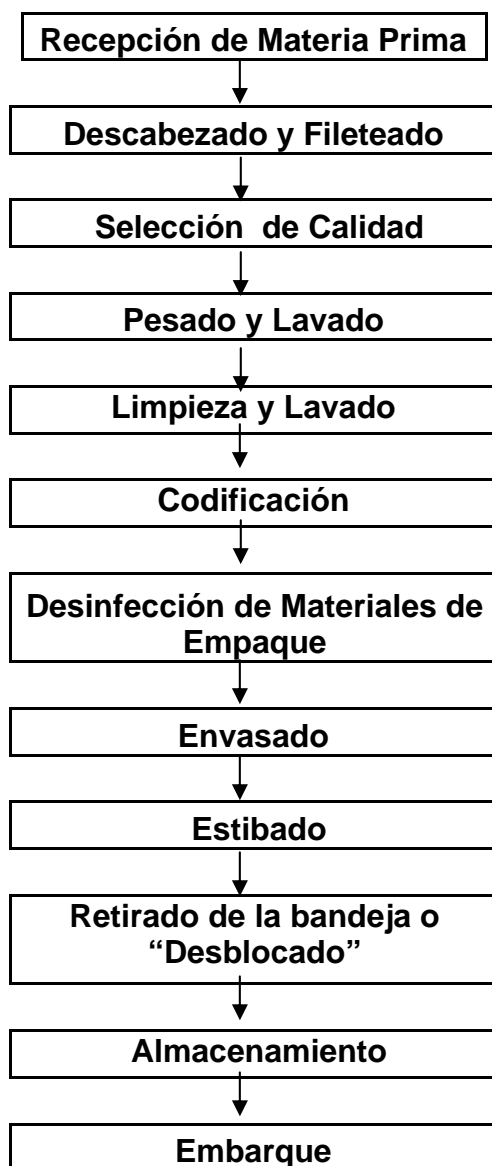 Recepción de Materia Prima
Descabezado y Fileteado
Selección de Calidad
Pesado y Lavado
Limpieza y Lavado
Codificación
Desinfección de Materiales de
Empaque
Envasado
Estibado
Retirado de la bandeja o
“Desblocado”
Almacenamiento
Embarque